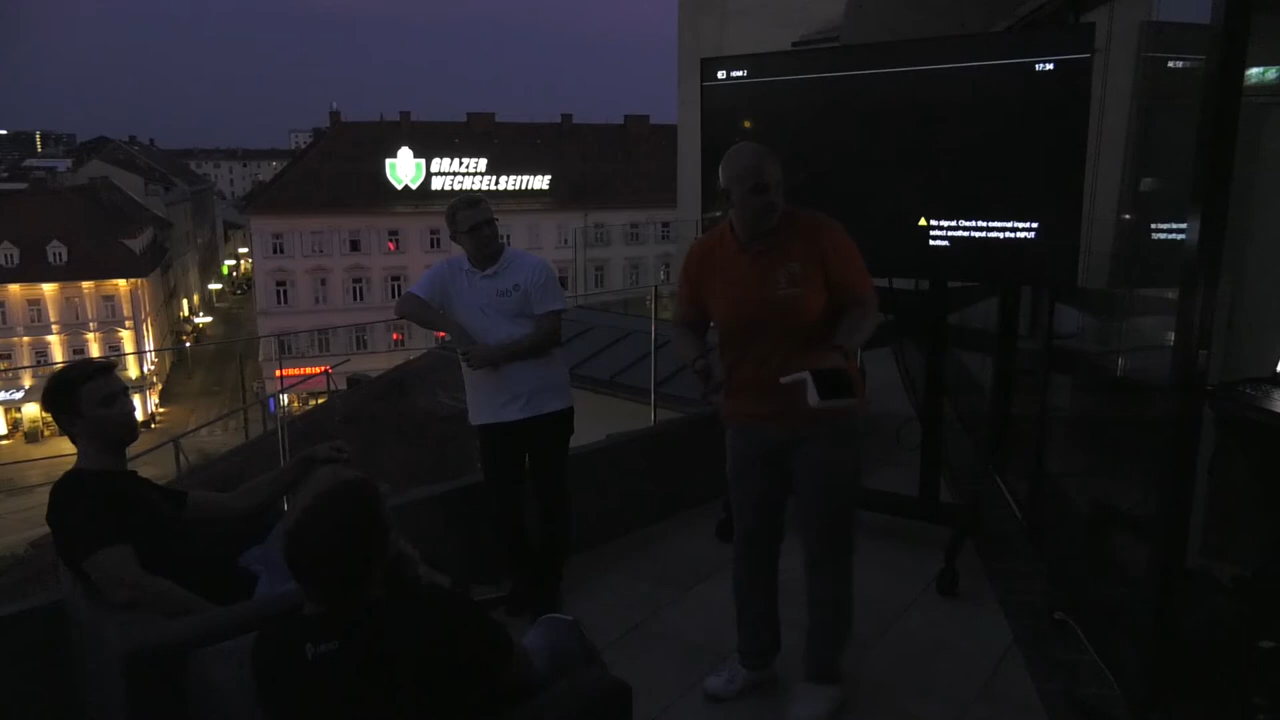 HDMI 2
17:34
GRAZER
WECHSELSEITIGE
No signal. Check the external input or
select another input using the INPUT
button.
lab
BURGERISTA